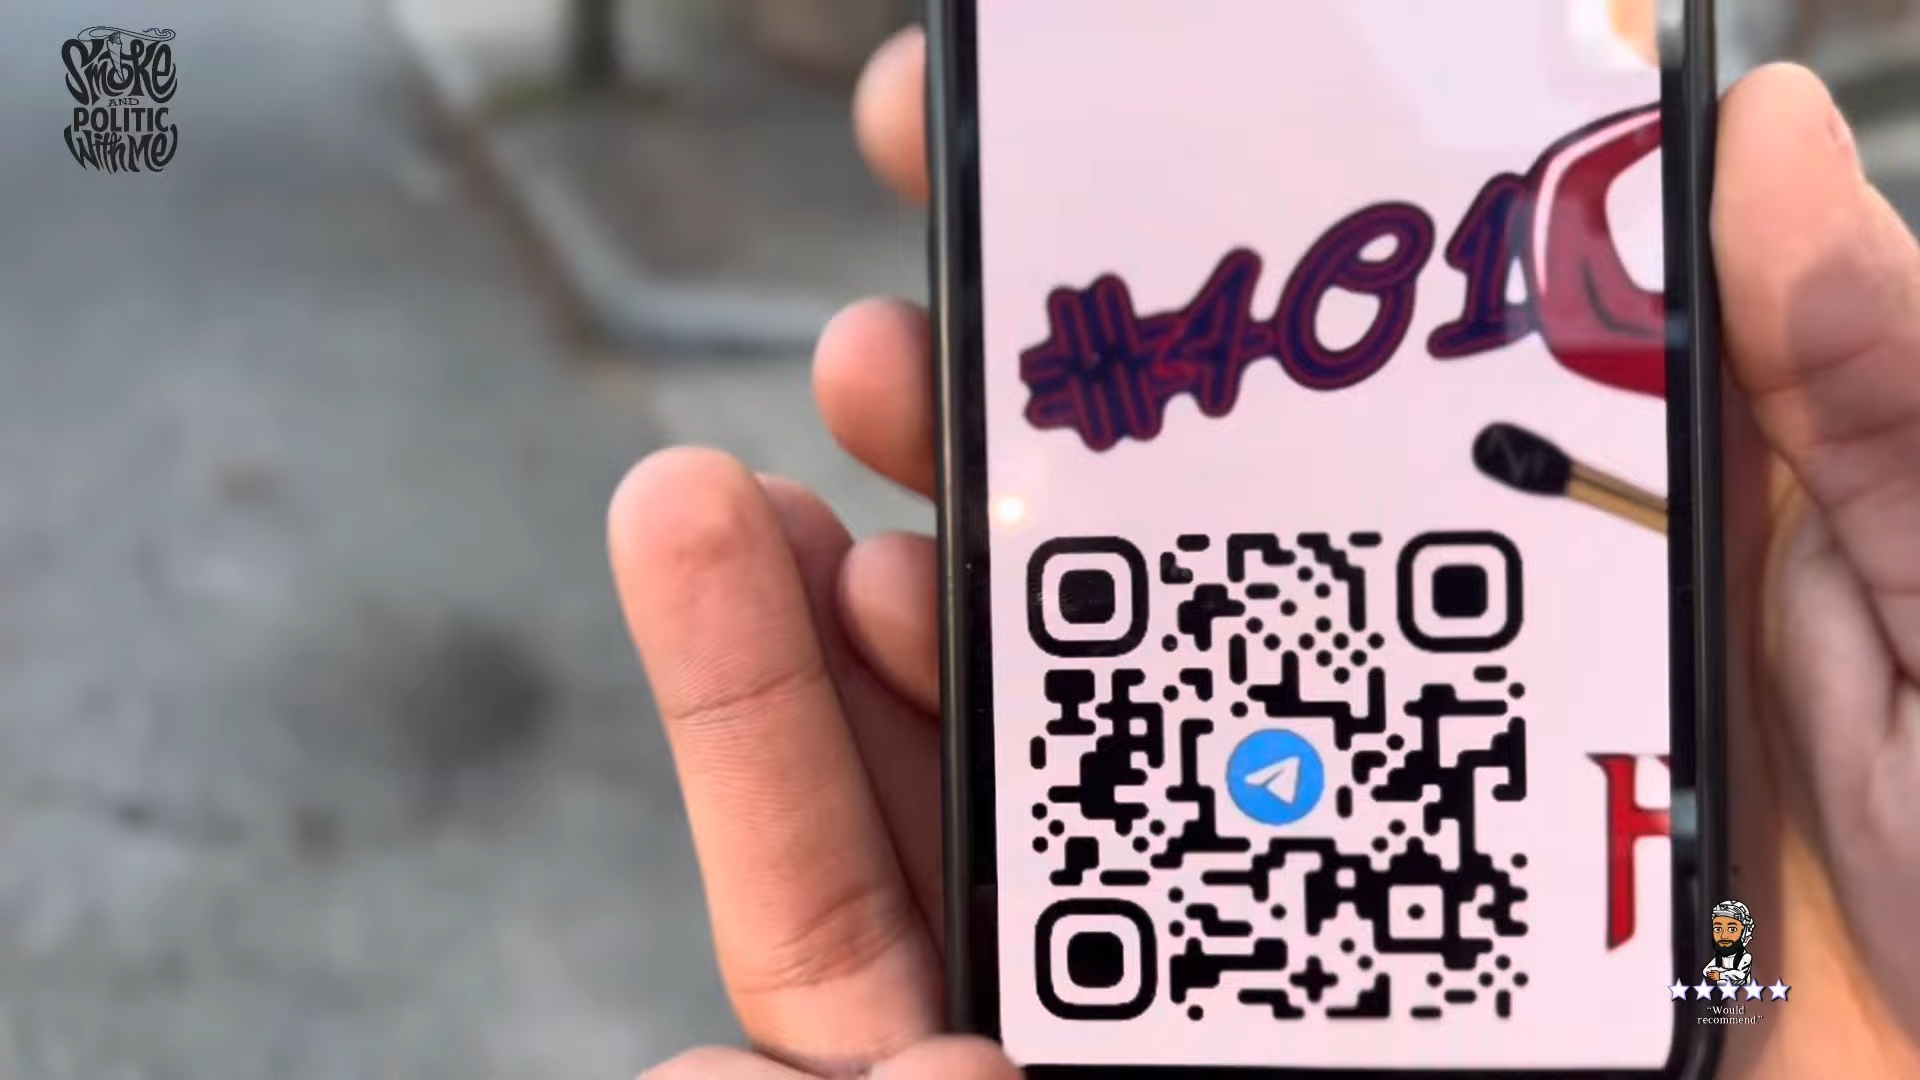 Smoke
AND
POLITIC
With Me
#401
H
"Would
recommend"